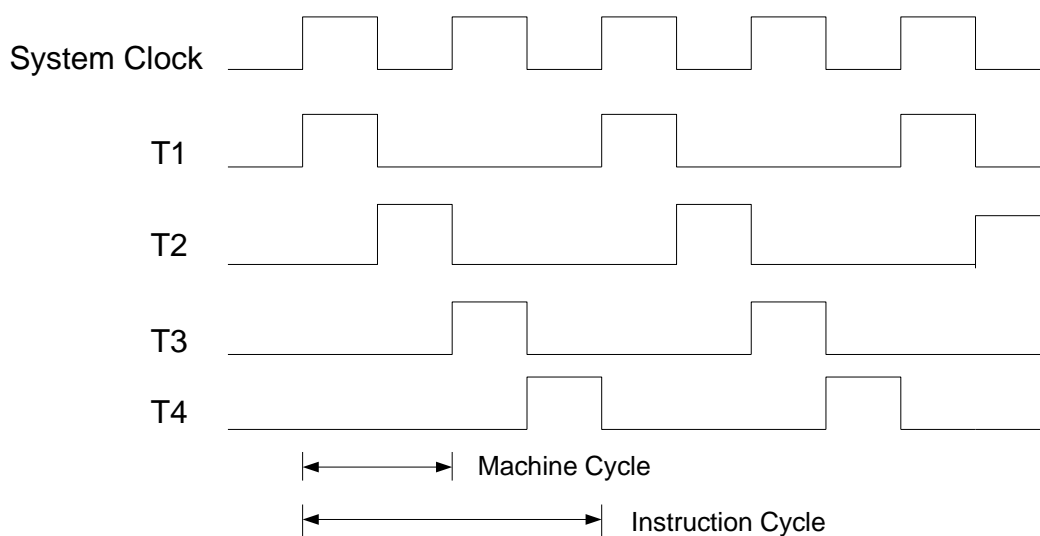 System Clock
T1
T2
T3
T4
Machine Cycle
Instruction Cycle